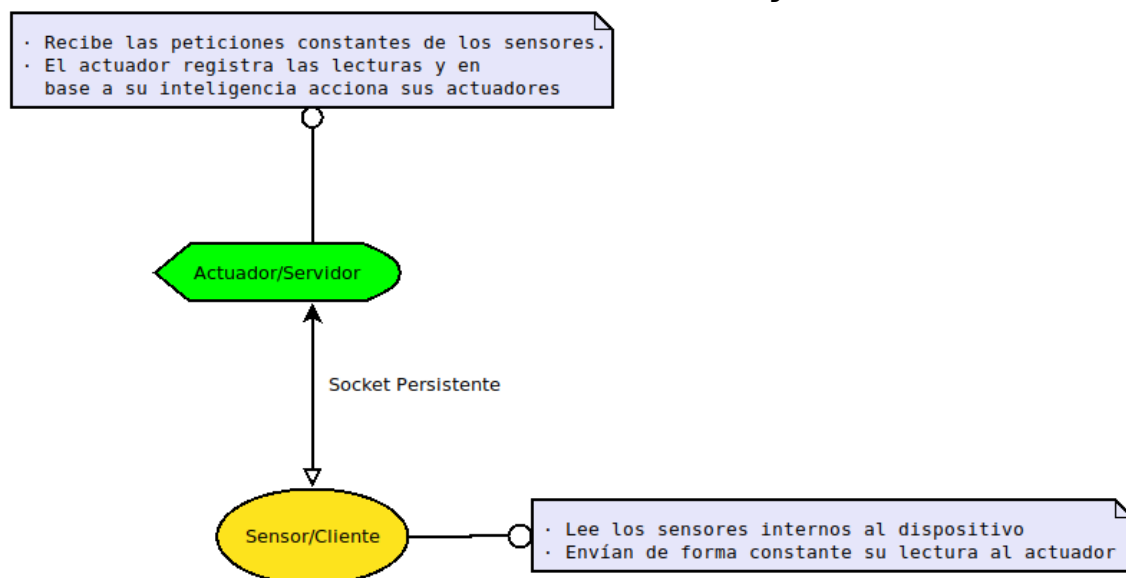 · Recibe las peticiones constantes de los sensores.
· El actuador registra las lecturas y en
base a su inteligencia acciona sus actuadores
Actuador/Servidor
Socket Persistente
Sensor/Cliente
· Lee los sensores internos al dispositivo
· Envían de forma constante su lectura al actuador